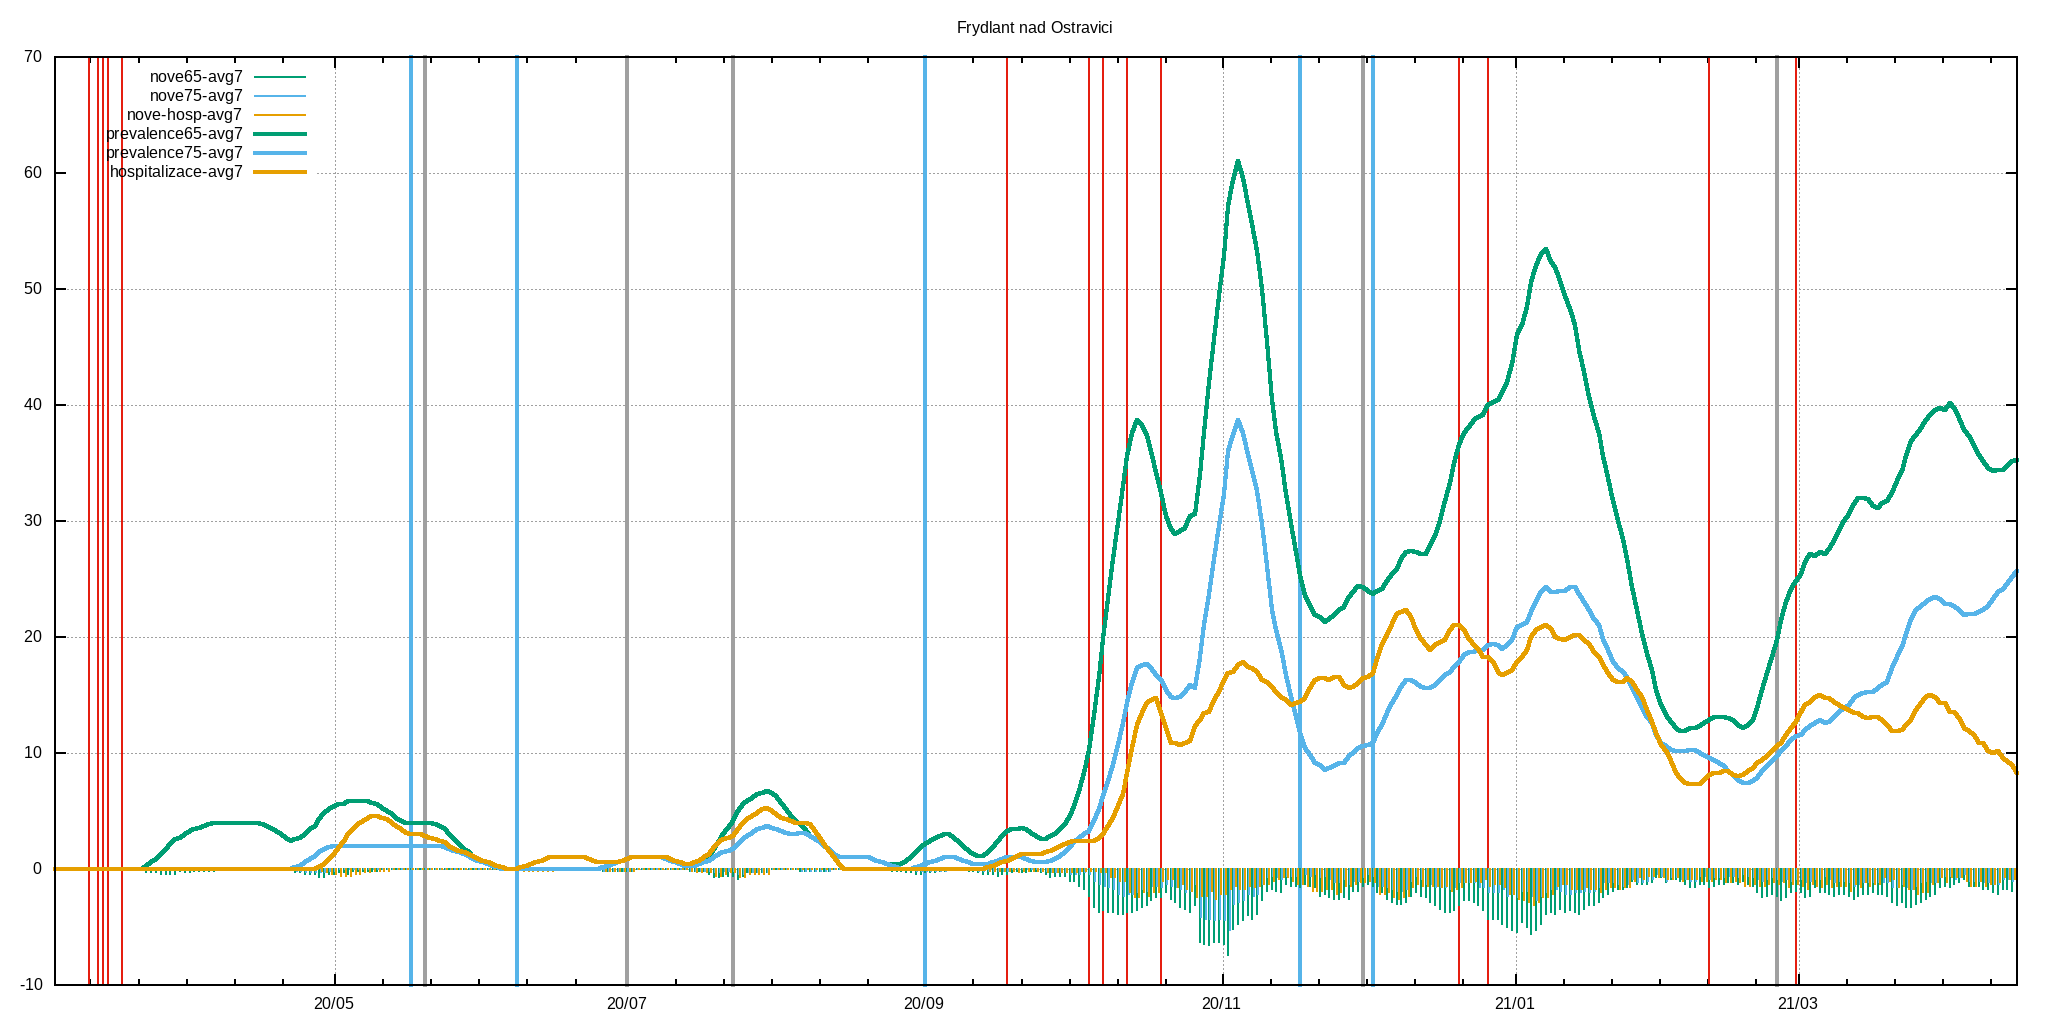 Frydlant nad Ostravici
70
60
50
40
30
20
10
0
-10
nove65-avg7
nove75-avg7
nove-hosp-avg7
prevalence65-avg7
prevalence75-avg7
hospitalizace-avg7
20/05
20/07
20/09
20/11
21/01
21/03